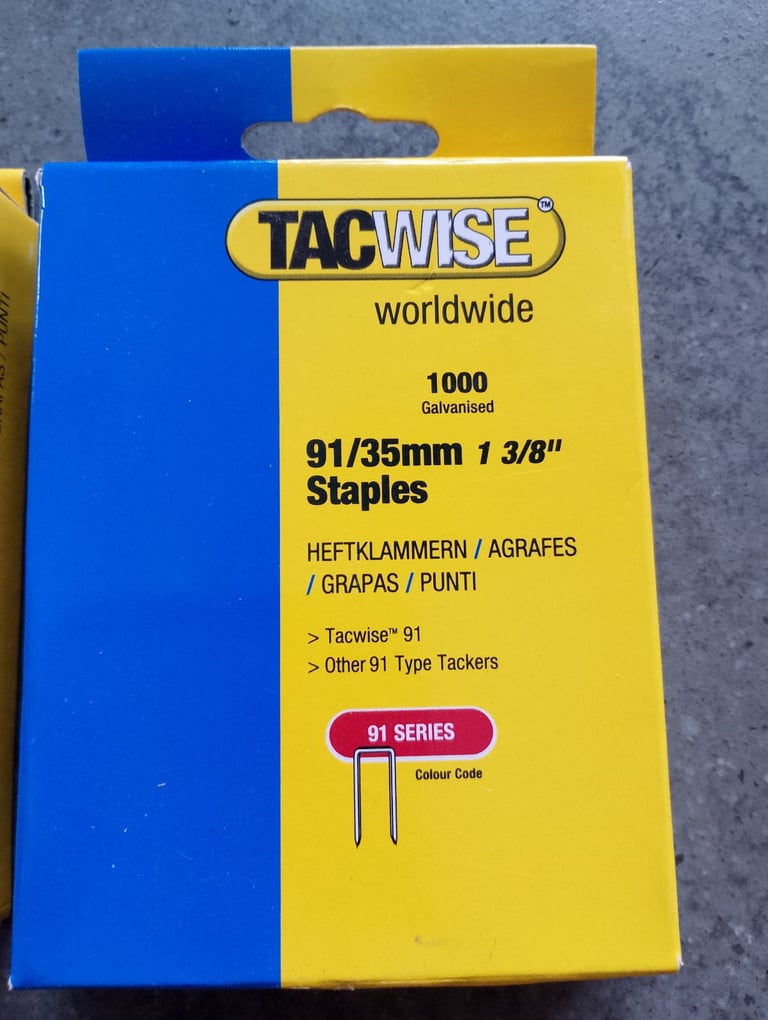 TACWISE™
worldwide
1000
Galvanised
91/35mm 1 3/8"
Staples
HEFTKLAMMERN / AGRAFES
/ GRAPAS / PUNTI
> Tacwise™ 91
> Other 91 Type Tackers
91 SERIES
Colour Code
/ PUNTI